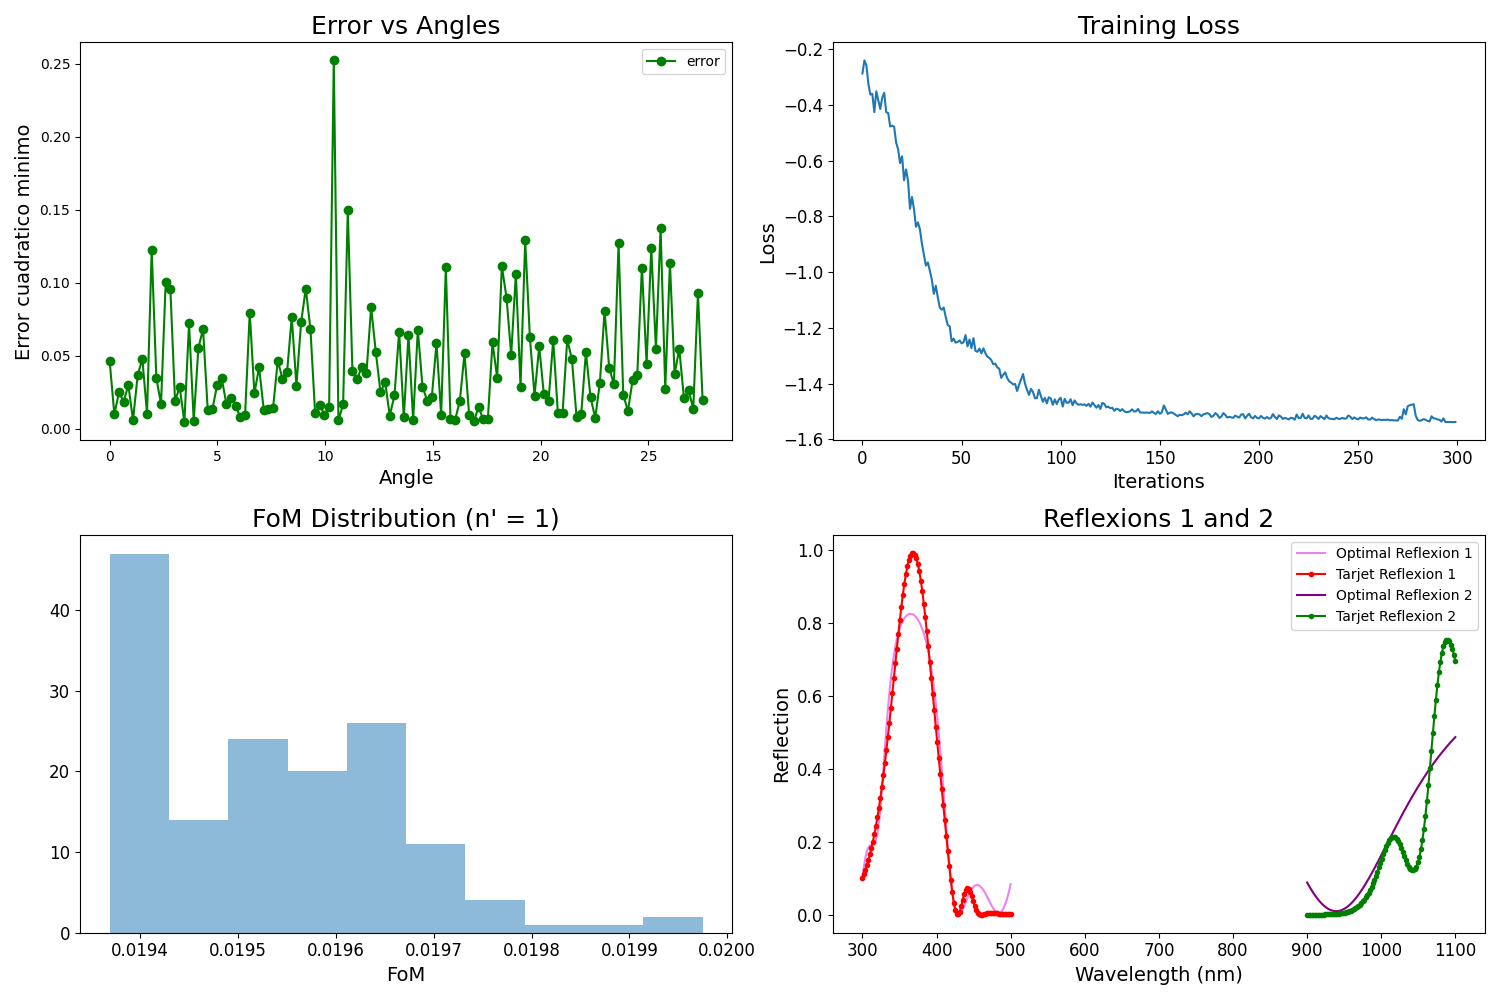 Error vs Angles
error
Error cuadratico minimo
0.25
0.20
0.15
0.10
0.05
0.00
0 5 10 15 20 25
Angle
Training Loss
Loss
−0.2
−0.4
−0.6
−0.8
−1.0
−1.2
−1.4
−1.6
0 50 100 150 200 250 300
Iterations
FoM Distribution (n' = 1)
40
30
20
10
0
0.0194 0.0195 0.0196 0.0197 0.0198 0.0199 0.0200
FoM
Reflexions 1 and 2
Optimal Reflexion 1
Tarjet Reflexion 1
Optimal Reflexion 2
Tarjet Reflexion 2
Reflection
1.0
0.8
0.6
0.4
0.2
0.0
300 400 500 600 700 800 900 1000 1100
Wavelength (nm)